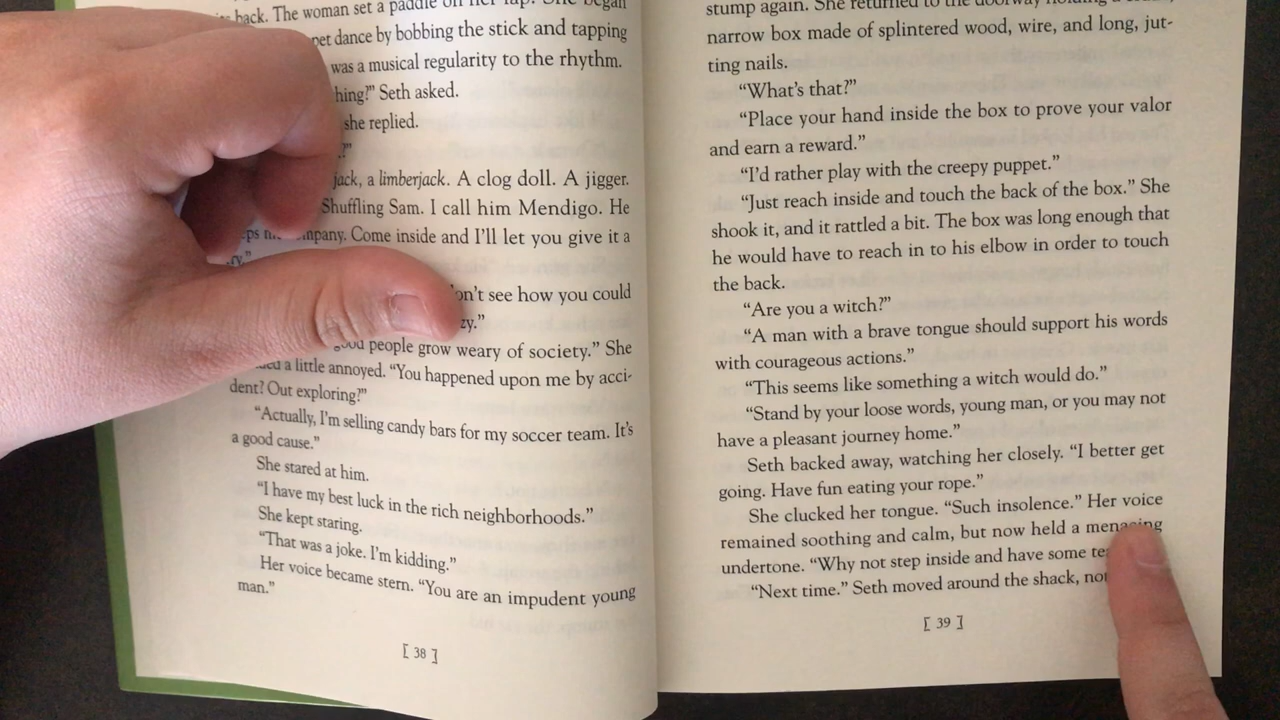 back. The woman set a paddle on her lap. She began
dance by bobbing the stick and tapping
was a musical regularity to the rhythm.
Seth asked.
she replied.
jack, a limberjack. A clog doll. A jigger.
Shuffling Sam. I call him Mendigo. He
Come inside and I'll let you give it a
see how you could
people grow weary of society.” She
a little annoyed. “You happened upon me by acci-
dent? Out exploring?”
“Actually, I'm selling candy bars for my soccer team. It's
a good cause.”
She stared at him.
“I have my best luck in the rich neighborhoods.”
She kept staring.
“That was a joke. I'm kidding.”
Her voice became stern. “You are an impudent young
man.”
[ 38 ]
stump again. She returned to the doorway holding a
narrow box made of splintered wood, wire, and long, jut-
ting nails.
“What's that?”
“Place your hand inside the box to prove your valor
and earn a reward.”
“I'd rather play with the creepy puppet.”
“Just reach inside and touch the back of the box.” She
shook it, and it rattled a bit. The box was long enough that
he would have to reach in to his elbow in order to touch
the back.
“Are you a witch?”
“A man with a brave tongue should support his words
with courageous actions.”
“This seems like something a witch would do.”
“Stand by your loose words, young man, or you may not
have a pleasant journey home.”
Seth backed away, watching her closely. “I better get
going. Have fun eating your rope.”
She clucked her tongue. “Such insolence.” Her voice
remained soothing and calm, but now held a menacing
undertone. “Why not step inside and have some
“Next time.” Seth moved around the shack,
[ 39 ]